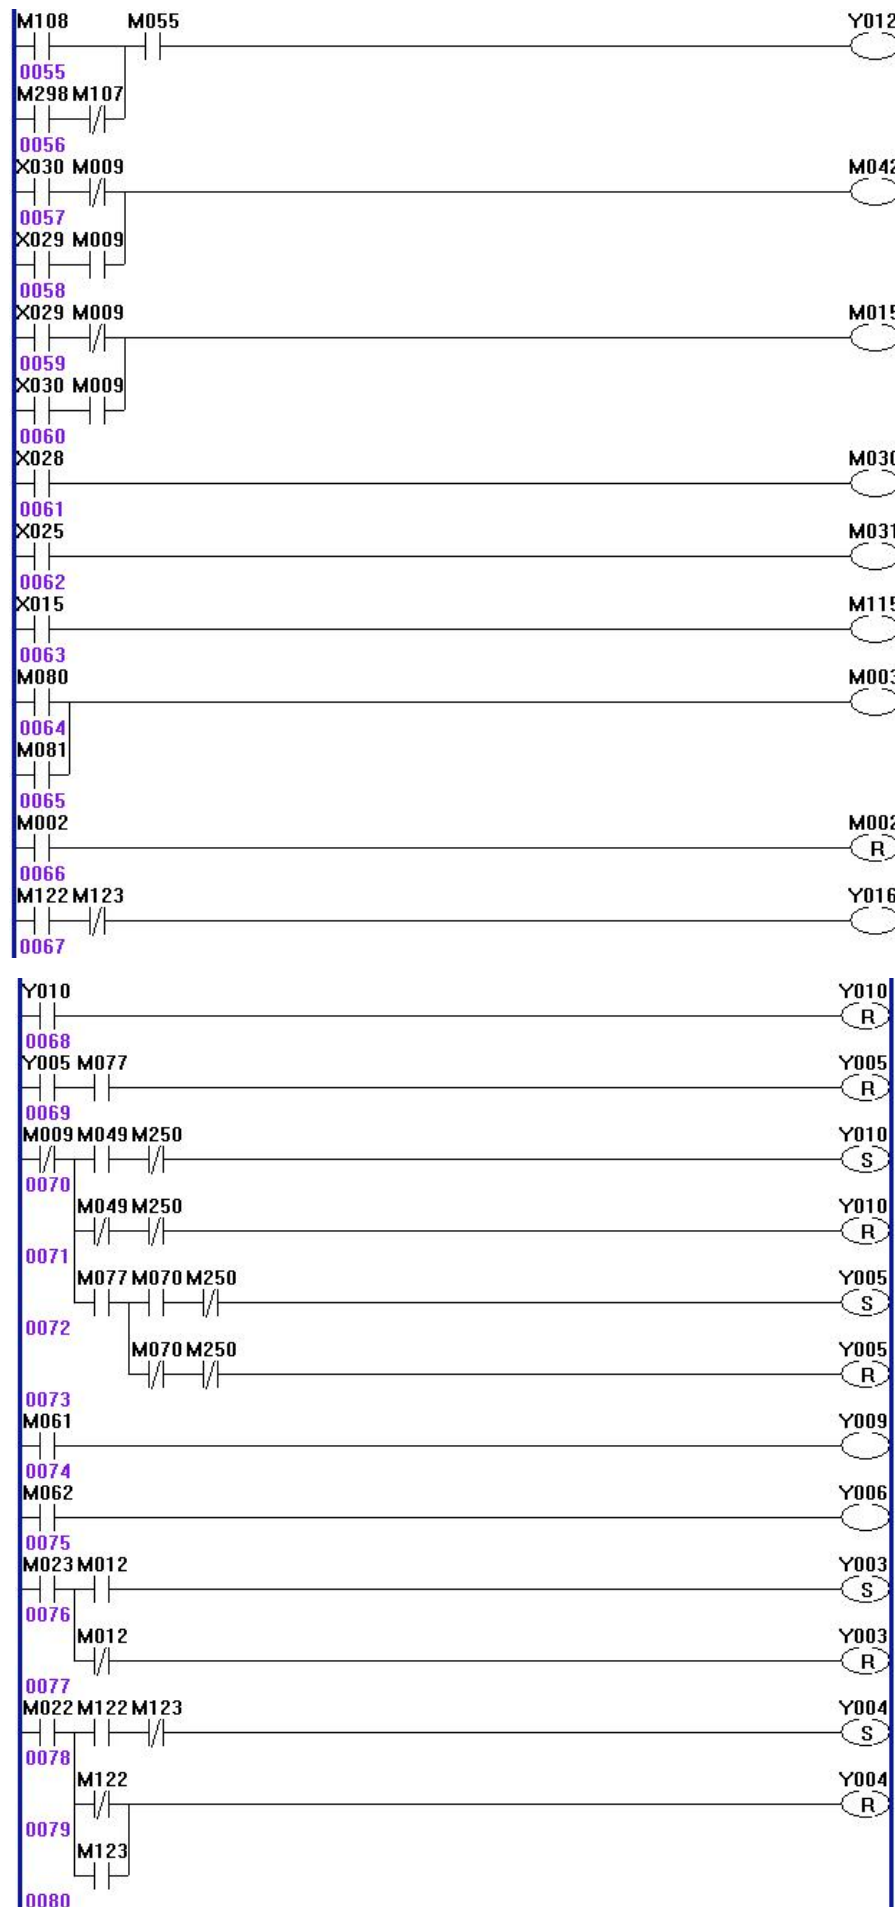 M108 M055 Y012
0055
M298 M107
0056
X030 M009 M042
0057
X029 M009
0058
X029 M009 M015
0059
X030 M009
0060
X028 M030
0061
X025 M031
0062
X015 M115
0063
M080 M003
0064
M081
0065
M002 M002
R
0066
M122 M123 Y016
0067
Y010 Y010
R
0068
Y005 M077 Y005
R
0069
M009 M049 M250 Y010
S
0070
M049 M250 Y010
R
0071
M077 M070 M250 Y005
S
0072
M070 M250 Y005
R
0073
M061 Y009
0074
M062 Y006
0075
M023 M012 Y003
S
0076
M012 Y003
R
0077
M022 M122 M123 Y004
S
0078
M122 Y004
R
0079
M123
0080